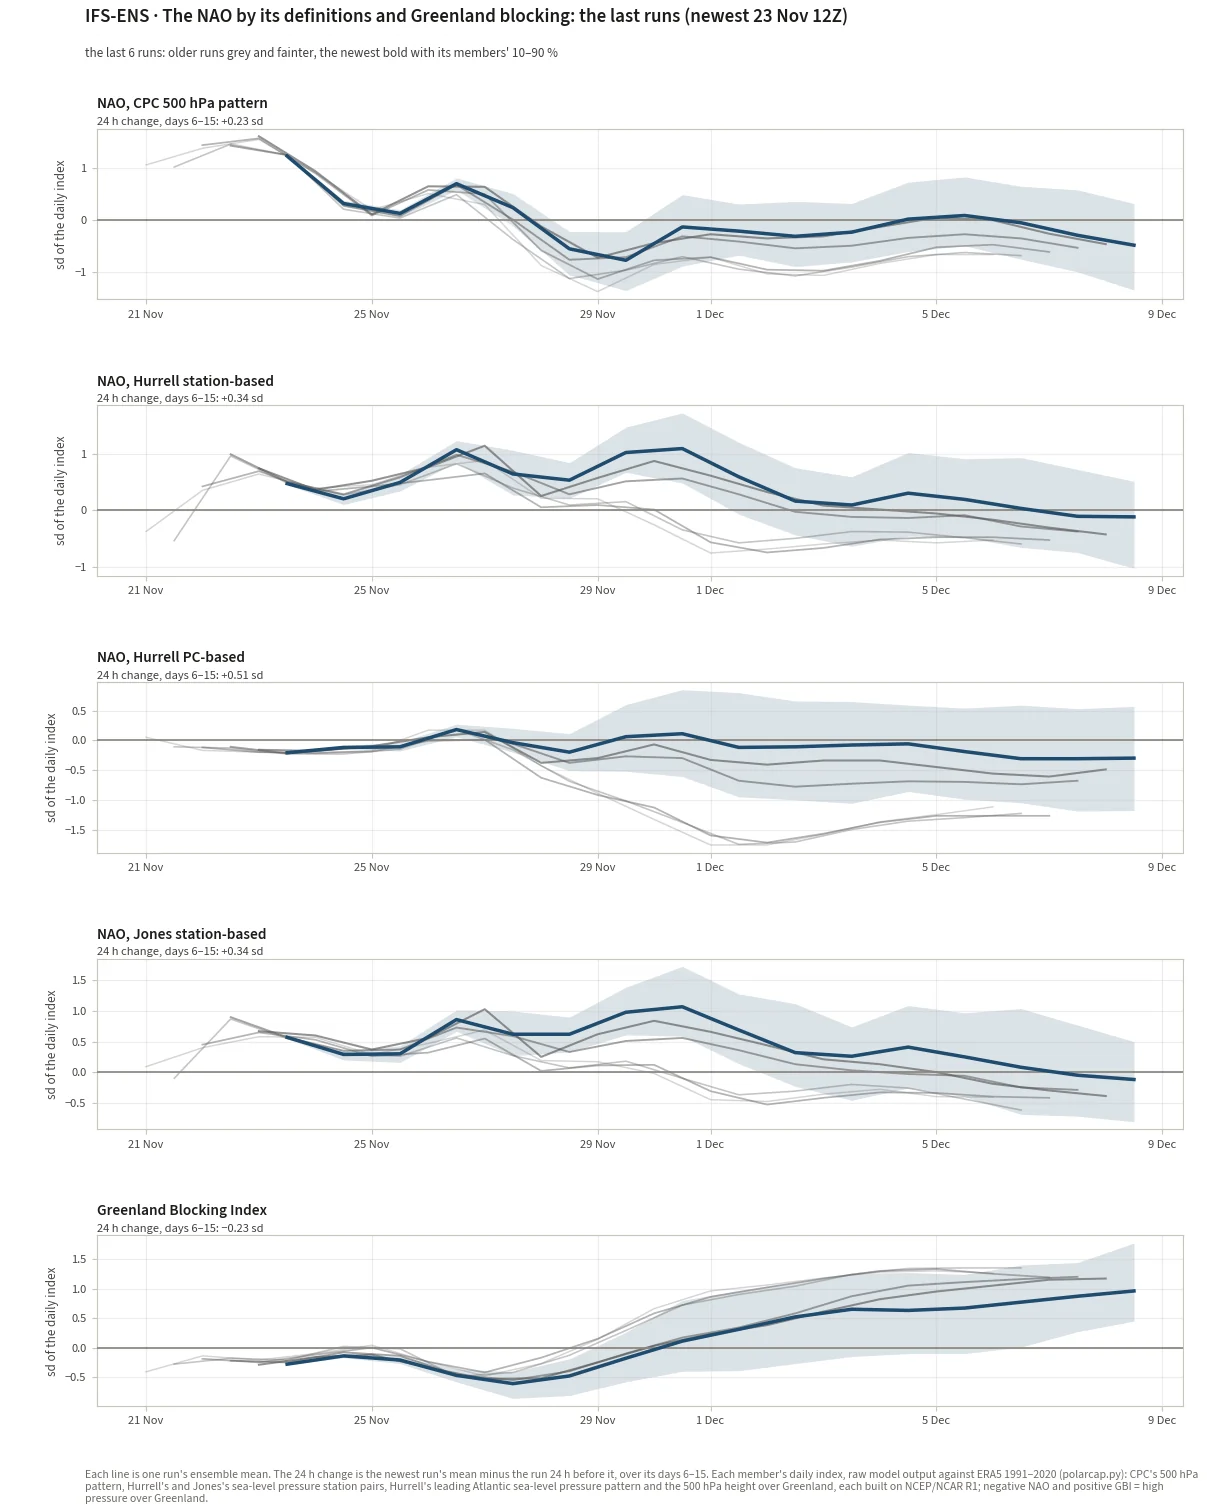 IFS-ENS · The NAO by its definitions and Greenland blocking: the last runs (newest 23 Nov 12Z)
the last 6 runs: older runs grey and fainter, the newest bold with its members' 10–90 %
NAO, CPC 500 hPa pattern
24 h change, days 6–15: +0.23 sd
sd of the daily index
1
0
−1
21 Nov
25 Nov
29 Nov
1 Dec
5 Dec
9 Dec
NAO, Hurrell station-based
24 h change, days 6–15: +0.34 sd
sd of the daily index
1
0
−1
21 Nov
25 Nov
29 Nov
1 Dec
5 Dec
9 Dec
NAO, Hurrell PC-based
24 h change, days 6–15: +0.51 sd
sd of the daily index
0.5
0.0
−0.5
−1.0
−1.5
21 Nov
25 Nov
29 Nov
1 Dec
5 Dec
9 Dec
NAO, Jones station-based
24 h change, days 6–15: +0.34 sd
sd of the daily index
1.5
1.0
0.5
0.0
−0.5
21 Nov
25 Nov
29 Nov
1 Dec
5 Dec
9 Dec
Greenland Blocking Index
24 h change, days 6–15: −0.23 sd
sd of the daily index
1.5
1.0
0.5
0.0
−0.5
21 Nov
25 Nov
29 Nov
1 Dec
5 Dec
9 Dec
Each line is one run's ensemble mean. The 24 h change is the newest run's mean minus the run 24 h before it, over its days 6–15. Each member's daily index, raw model output against ERA5 1991–2020 (polarcap.py): CPC's 500 hPa
pattern, Hurrell's and Jones's sea-level pressure station pairs, Hurrell's leading Atlantic sea-level pressure pattern and the 500 hPa height over Greenland, each built on NCEP/NCAR R1; negative NAO and positive GBI = high
pressure over Greenland.